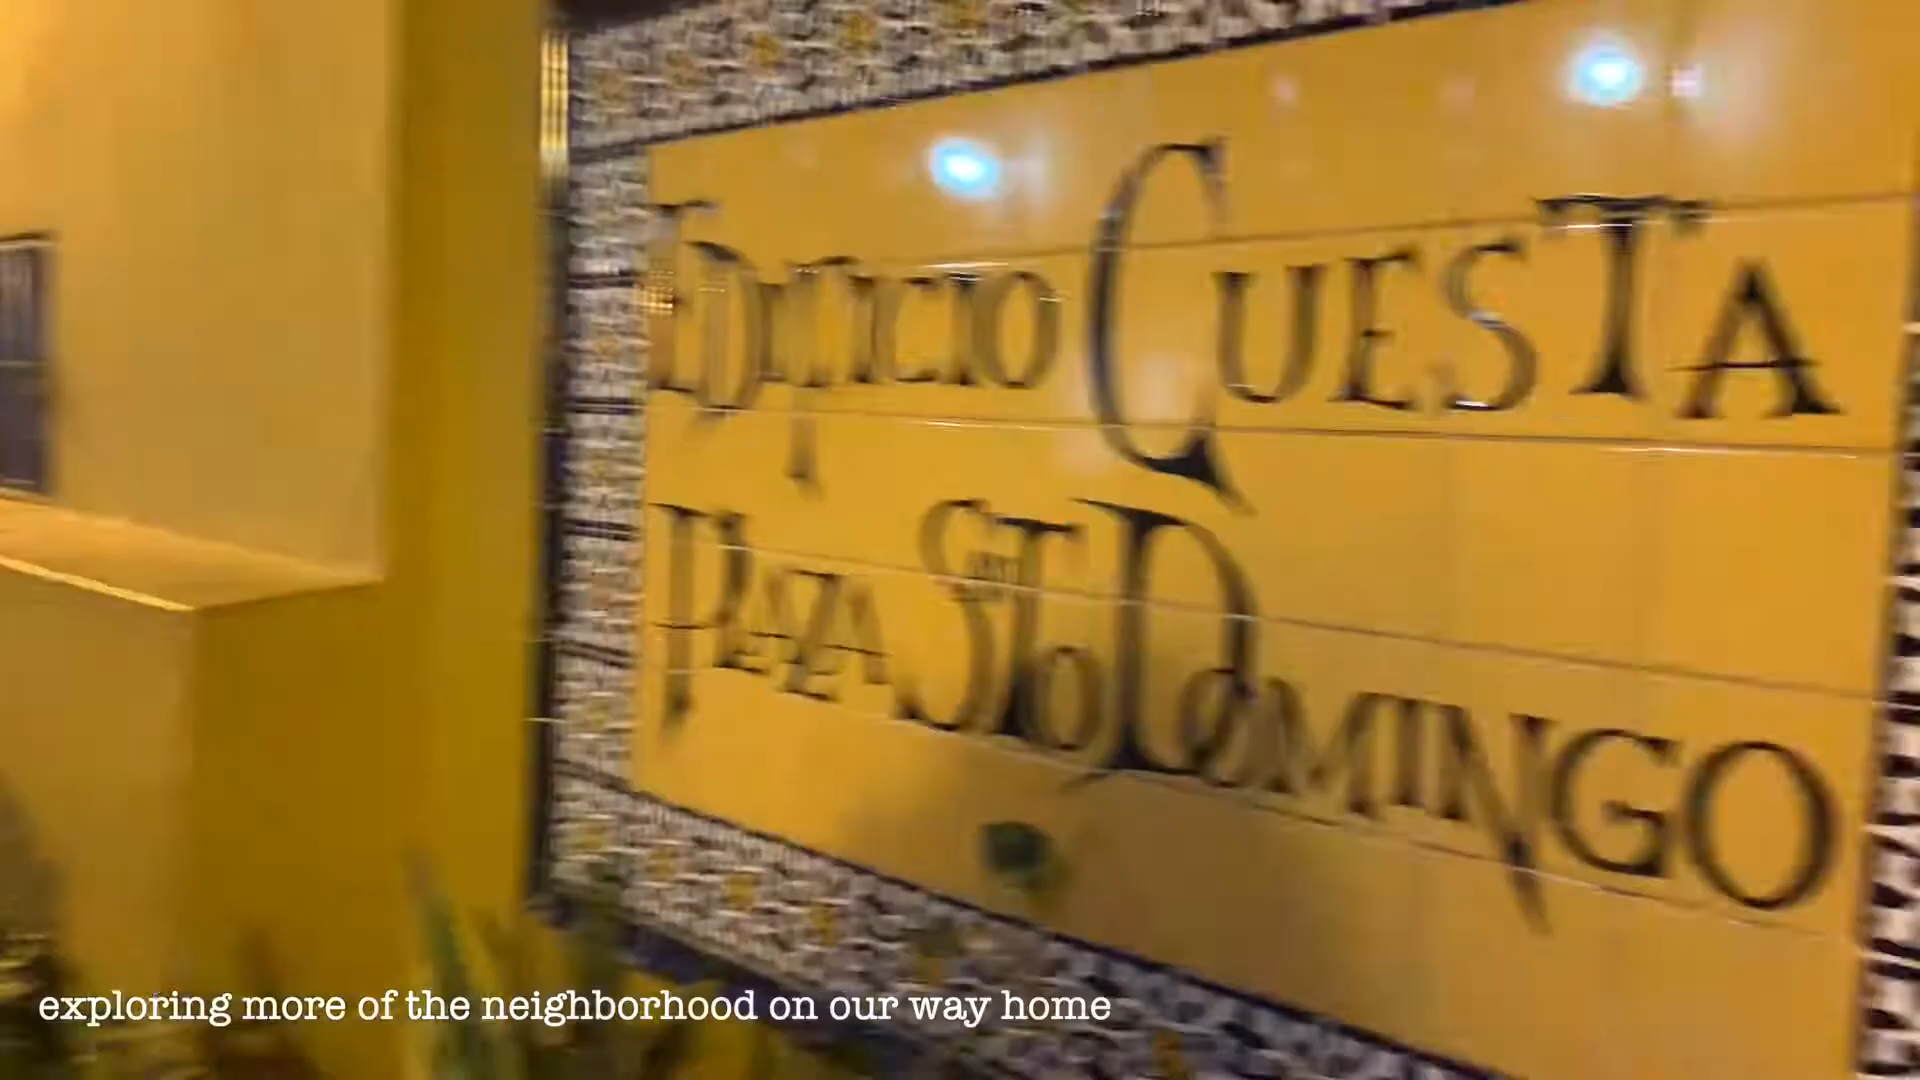 EDIFICIO CUESTA
PLAZA STO DOMINGO
exploring more of the neighborhood on our way home